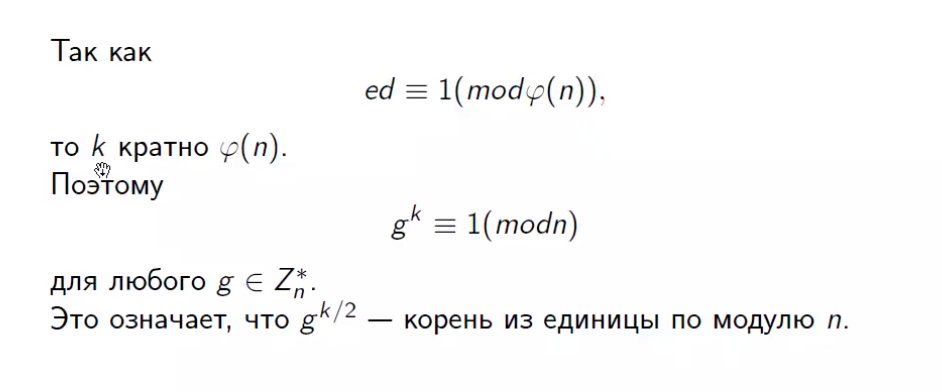 Так как
ed ≡ 1(modφ(n)),
то k кратно φ(n).
Поэтому
g^k ≡ 1(modn)
для любого g ∈ Z_n^*.
Это означает, что g^{k/2} — корень из единицы по модулю n.